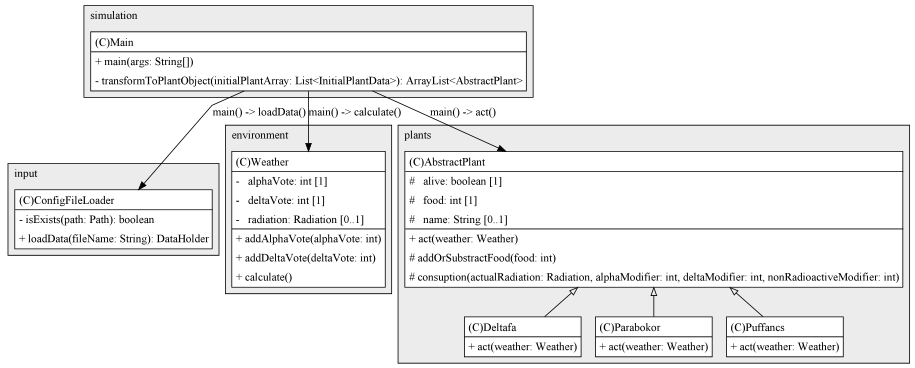 simulation
(C)Main
+ main(args: String[])
- transformToPlantObject(initialPlantArray: List<InitialPlantData>): ArrayList<AbstractPlant>
main() -> loadData()
main() -> calculate()
main() -> act()
input
(C)ConfigFileLoader
- isExists(path: Path): boolean
+ loadData(fileName: String): DataHolder
environment
(C)Weather
- alphaVote: int [1]
- deltaVote: int [1]
- radiation: Radiation [0..1]
+ addAlphaVote(alphaVote: int)
+ addDeltaVote(deltaVote: int)
+ calculate()
plants
(C)AbstractPlant
# alive: boolean [1]
# food: int [1]
# name: String [0..1]
+ act(weather: Weather)
# addOrSubstractFood(food: int)
# consuption(actualRadiation: Radiation, alphaModifier: int, deltaModifier: int, nonRadioactiveModifier: int)
(C)Deltafa
+ act(weather: Weather)
(C)Parabokor
+ act(weather: Weather)
(C)Puffancs
+ act(weather: Weather)